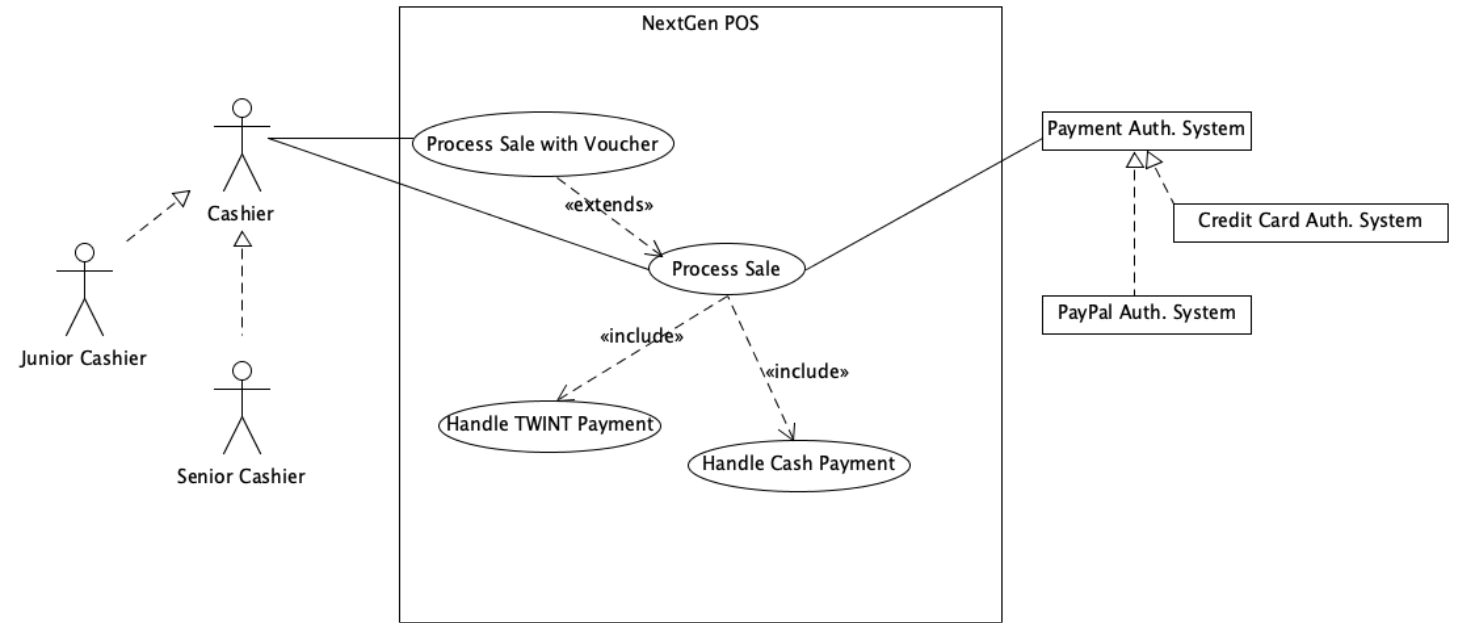 NextGen POS
Payment Auth. System
Process Sale with Voucher
Cashier
«extends»
Credit Card Auth. System
Process Sale
PayPal Auth. System
«include»
Junior Cashier
«include»
Handle TWINT Payment
Handle Cash Payment
Senior Cashier